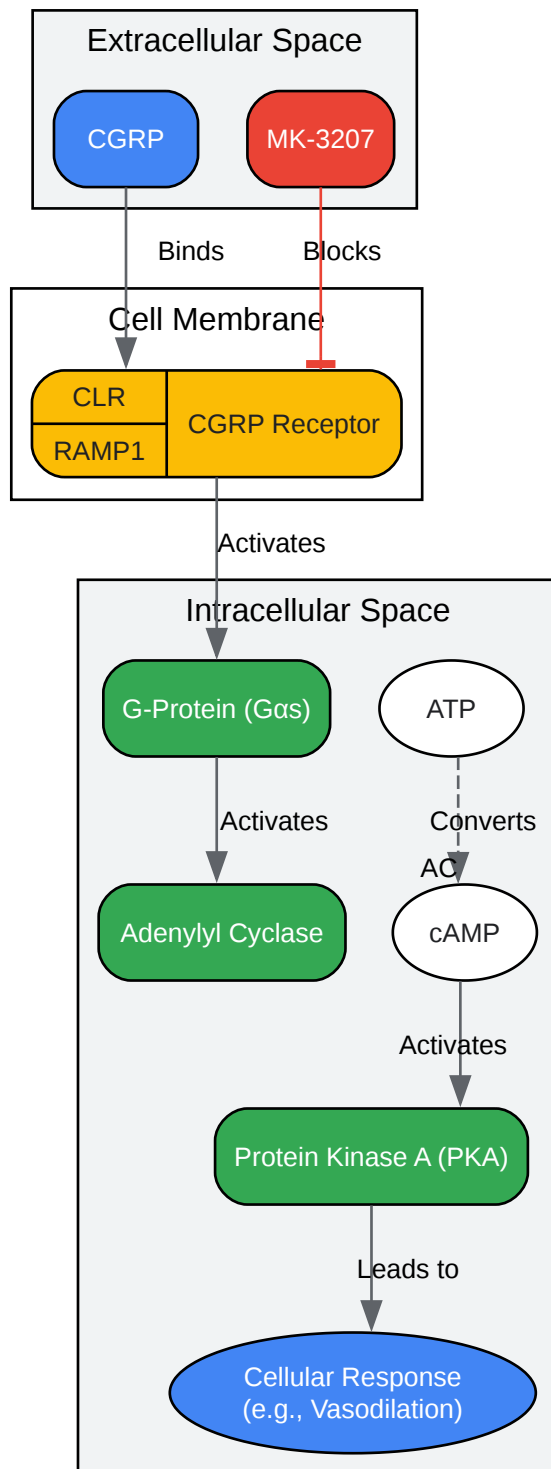 Extracellular Space
CGRP
MK-3207
Binds
Blocks
Cell Membrane
CLR
RAMP1
CGRP Receptor
Activates
Intracellular Space
G-Protein (Gαs)
ATP
Activates
Converts
AC
Adenylyl Cyclase
cAMP
Activates
Protein Kinase A (PKA)
Leads to
Cellular Response
(e.g., Vasodilation)